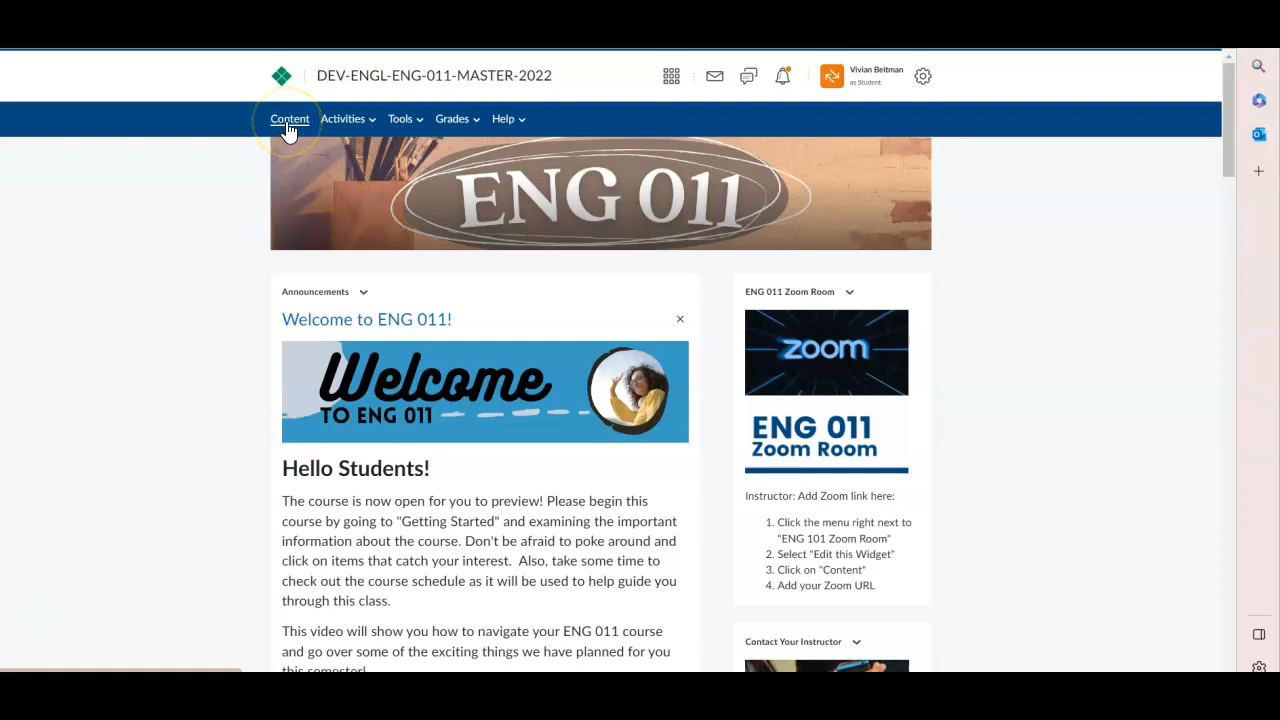 DEV-ENGL-ENG-011-MASTER-2022
Vivian Beitman
as Student
Content Activities Tools Grades Help
ENG 011
Announcements
Welcome to ENG 011!
Welcome
TO ENG 011
Hello Students!
The course is now open for you to preview! Please begin this
course by going to "Getting Started" and examining the important
information about the course. Don't be afraid to poke around and
click on items that catch your interest. Also, take some time to
check out the course schedule as it will be used to help guide you
through this class.
This video will show you how to navigate your ENG 011 course
and go over some of the exciting things we have planned for you
this semester!
ENG 011 Zoom Room
zoom
ENG 011
Zoom Room
Instructor: Add Zoom link here:
1. Click the menu right next to
"ENG 101 Zoom Room"
2. Select "Edit this Widget"
3. Click on "Content"
4. Add your Zoom URL
Contact Your Instructor